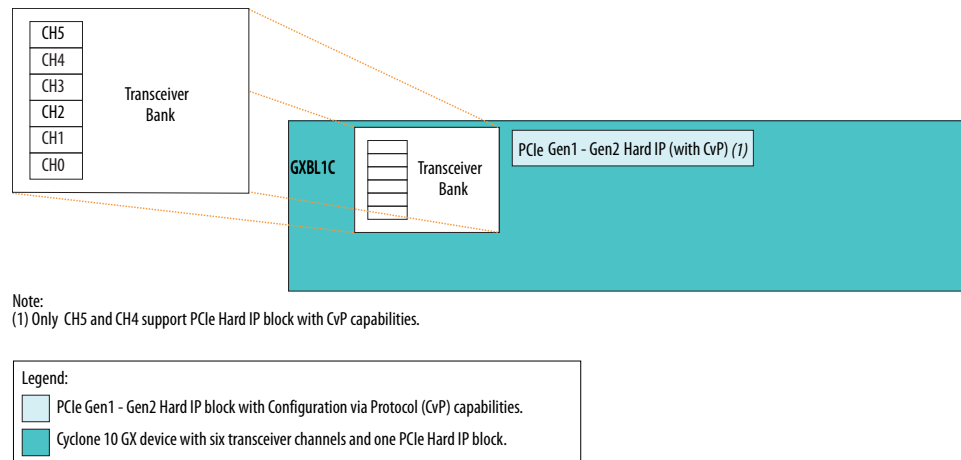 CH5
CH4
CH3
CH2
CH1
CH0
Transceiver
Bank
GXBL1C
Transceiver
Bank
PCIe Gen1 - Gen2 Hard IP (with CvP) (1)
Note:
(1) Only CH5 and CH4 support PCIe Hard IP block with CvP capabilities.
Legend:
PCIe Gen1 - Gen2 Hard IP block with Configuration via Protocol (CvP) capabilities.
Cyclone 10 GX device with six transceiver channels and one PCIe Hard IP block.